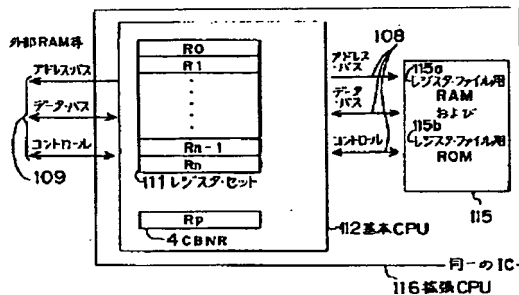 外部RAM等
アドレス・バス
データ・バス
コントロール
109
R0
R1
Rn-1
Rn
111 レジスタ・セット
Rp
4 CBNR
112 基本CPU
108
アドレス・バス
データ・バス
コントロール
115a
レジスタ・ファイル用
RAM
および
115b
レジスタ・ファイル用
ROM
115
同一のIC
116 拡張CPU